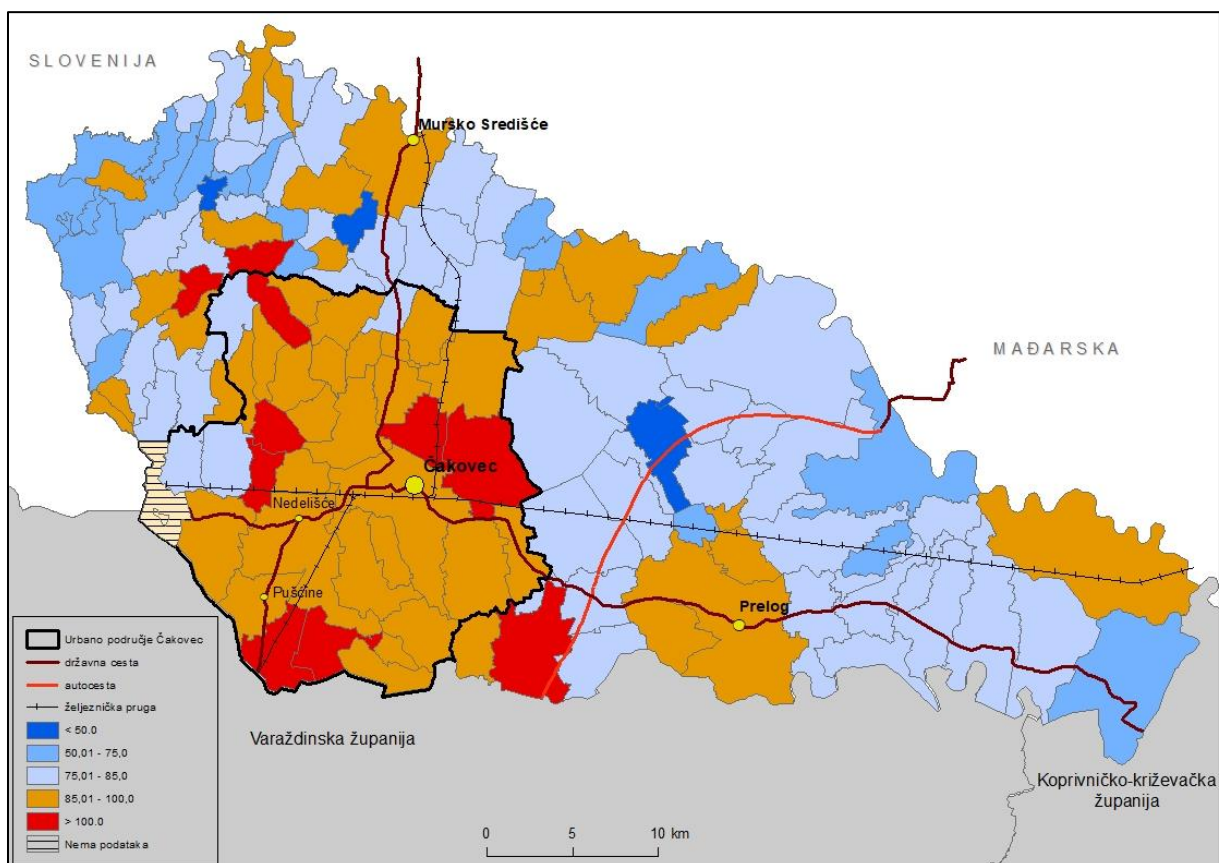 SLOVENIJA
Mursko Središće
MAĐARSKA
Čakovec
Nedelišće
Pušćine
Prelog
Urbano područje Čakovec
državna cesta
autocesta
željeznička pruga
< 50.0
50,01 - 75,0
75,01 - 85,0
85,01 - 100,0
> 100.0
Nema podataka
Varaždinska županija
Koprivničko-križevačka
županija
0 5 10 km